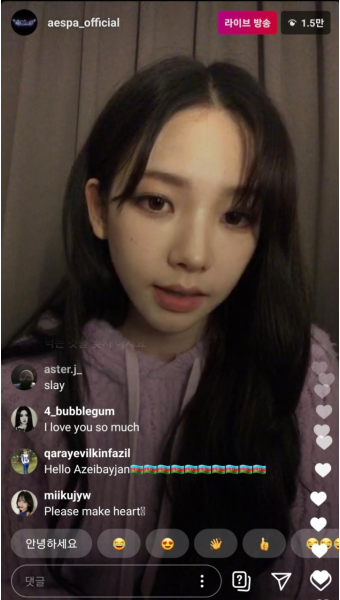 aespa_official
라이브 방송
1.5만
aster.j_
slay
4_bubblegum
I love you so much
qarayevilkinfazil
Hello Azeibayjan🇦🇿🇦🇿🇦🇿🇦🇿🇦🇿🇦🇿🇦🇿🇦🇿🇦🇿🇦🇿
miikujyw
Please make heart
안녕하세요 😂 😍 👋 👍
댓글